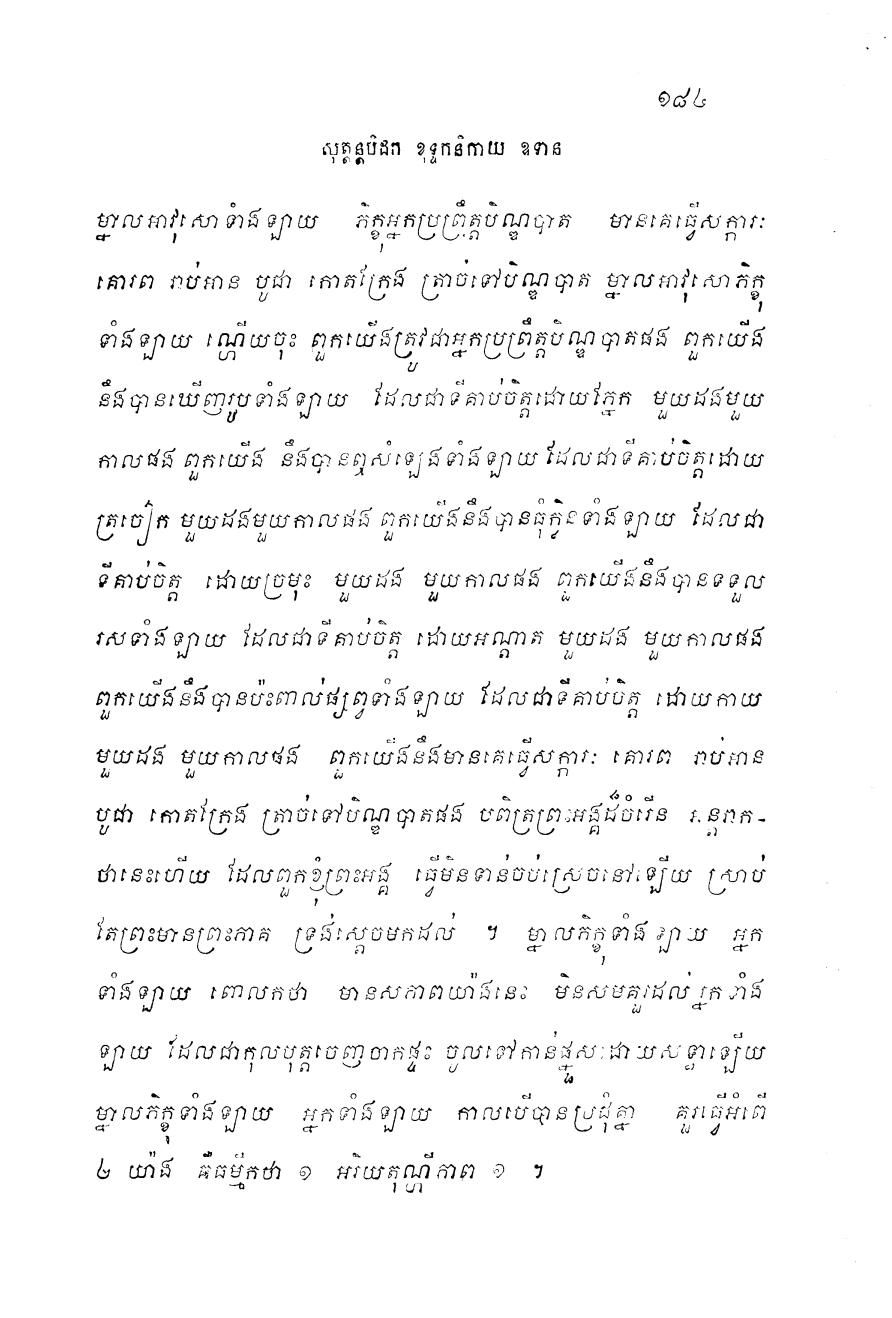 ១៨៤
សុត្តន្តបិដក ខុទ្ទកនិកាយ ឧទាន
ម្នាលអាវុសោទាំងឡាយ ភិក្ខុអ្នកប្រព្រឹត្តបិណ្ឌបាត មានគេធ្វើសក្ការៈ
គោរព រាប់អាន បូជា កោតក្រែង ត្រាច់ទៅបិណ្ឌបាត ម្នាលអាវុសោភិក្ខុ
ទាំងឡាយ ណ្ហើយចុះ ពួកយើងត្រូវជាអ្នកប្រព្រឹត្តបិណ្ឌបាតផង ពួកយើង
នឹងបានឃើញរូបទាំងឡាយ ដែលជាទីគាប់ចិត្តដោយភ្នែក មួយដងមួយ
កាលផង ពួកយើង នឹងបានឮសំឡេងទាំងឡាយ ដែលជាទីគាប់ចិត្តដោយ
ត្រចៀក មួយដងមួយកាលផង ពួកយើងនឹងបានធុំក្លិនទាំងឡាយ ដែលជា
ទីគាប់ចិត្ត ដោយច្រមុះ មួយដង មួយកាលផង ពួកយើងនឹងបានទទួល
រសទាំងឡាយ ដែលជាទីគាប់ចិត្ត ដោយអណ្តាត មួយដង មួយកាលផង
ពួកយើងនឹងបានប៉ះពាល់ផ្សព្វទាំងឡាយ ដែលជាទីគាប់ចិត្ត ដោយកាយ
មួយដង មួយកាលផង ពួកយើងនឹងមានគេធ្វើសក្ការៈ គោរព រាប់អាន
បូជា កោតក្រែង ត្រាច់ទៅបិណ្ឌបាតផង បពិត្រព្រះអង្គដ៏ចំរើន អន្តរាក-
ថានេះហើយ ដែលពួកខ្ញុំព្រះអង្គ ធ្វើមិនទាន់ចប់ស្រេចនៅឡើយ ស្រាប់
តែព្រះមានព្រះភាគ ទ្រង់ស្តេចមកដល់ ។ ម្នាលភិក្ខុទាំងឡាយ អ្នក
ទាំងឡាយ ពោលកថា មានសភាពយ៉ាងនេះ មិនសមគួរដល់អ្នកទាំង
ឡាយ ដែលជាកុលបុត្តចេញចាកផ្ទះ ចូលទៅកាន់ផ្នួសដោយសទ្ធាឡើយ
ម្នាលភិក្ខុទាំងឡាយ អ្នកទាំងឡាយ កាលបើបានប្រជុំគ្នា គួរធ្វើអំពើ
៤ យ៉ាង គឺធម្មីកថា ១ អរិយតុណ្ហីភាព ១ ។